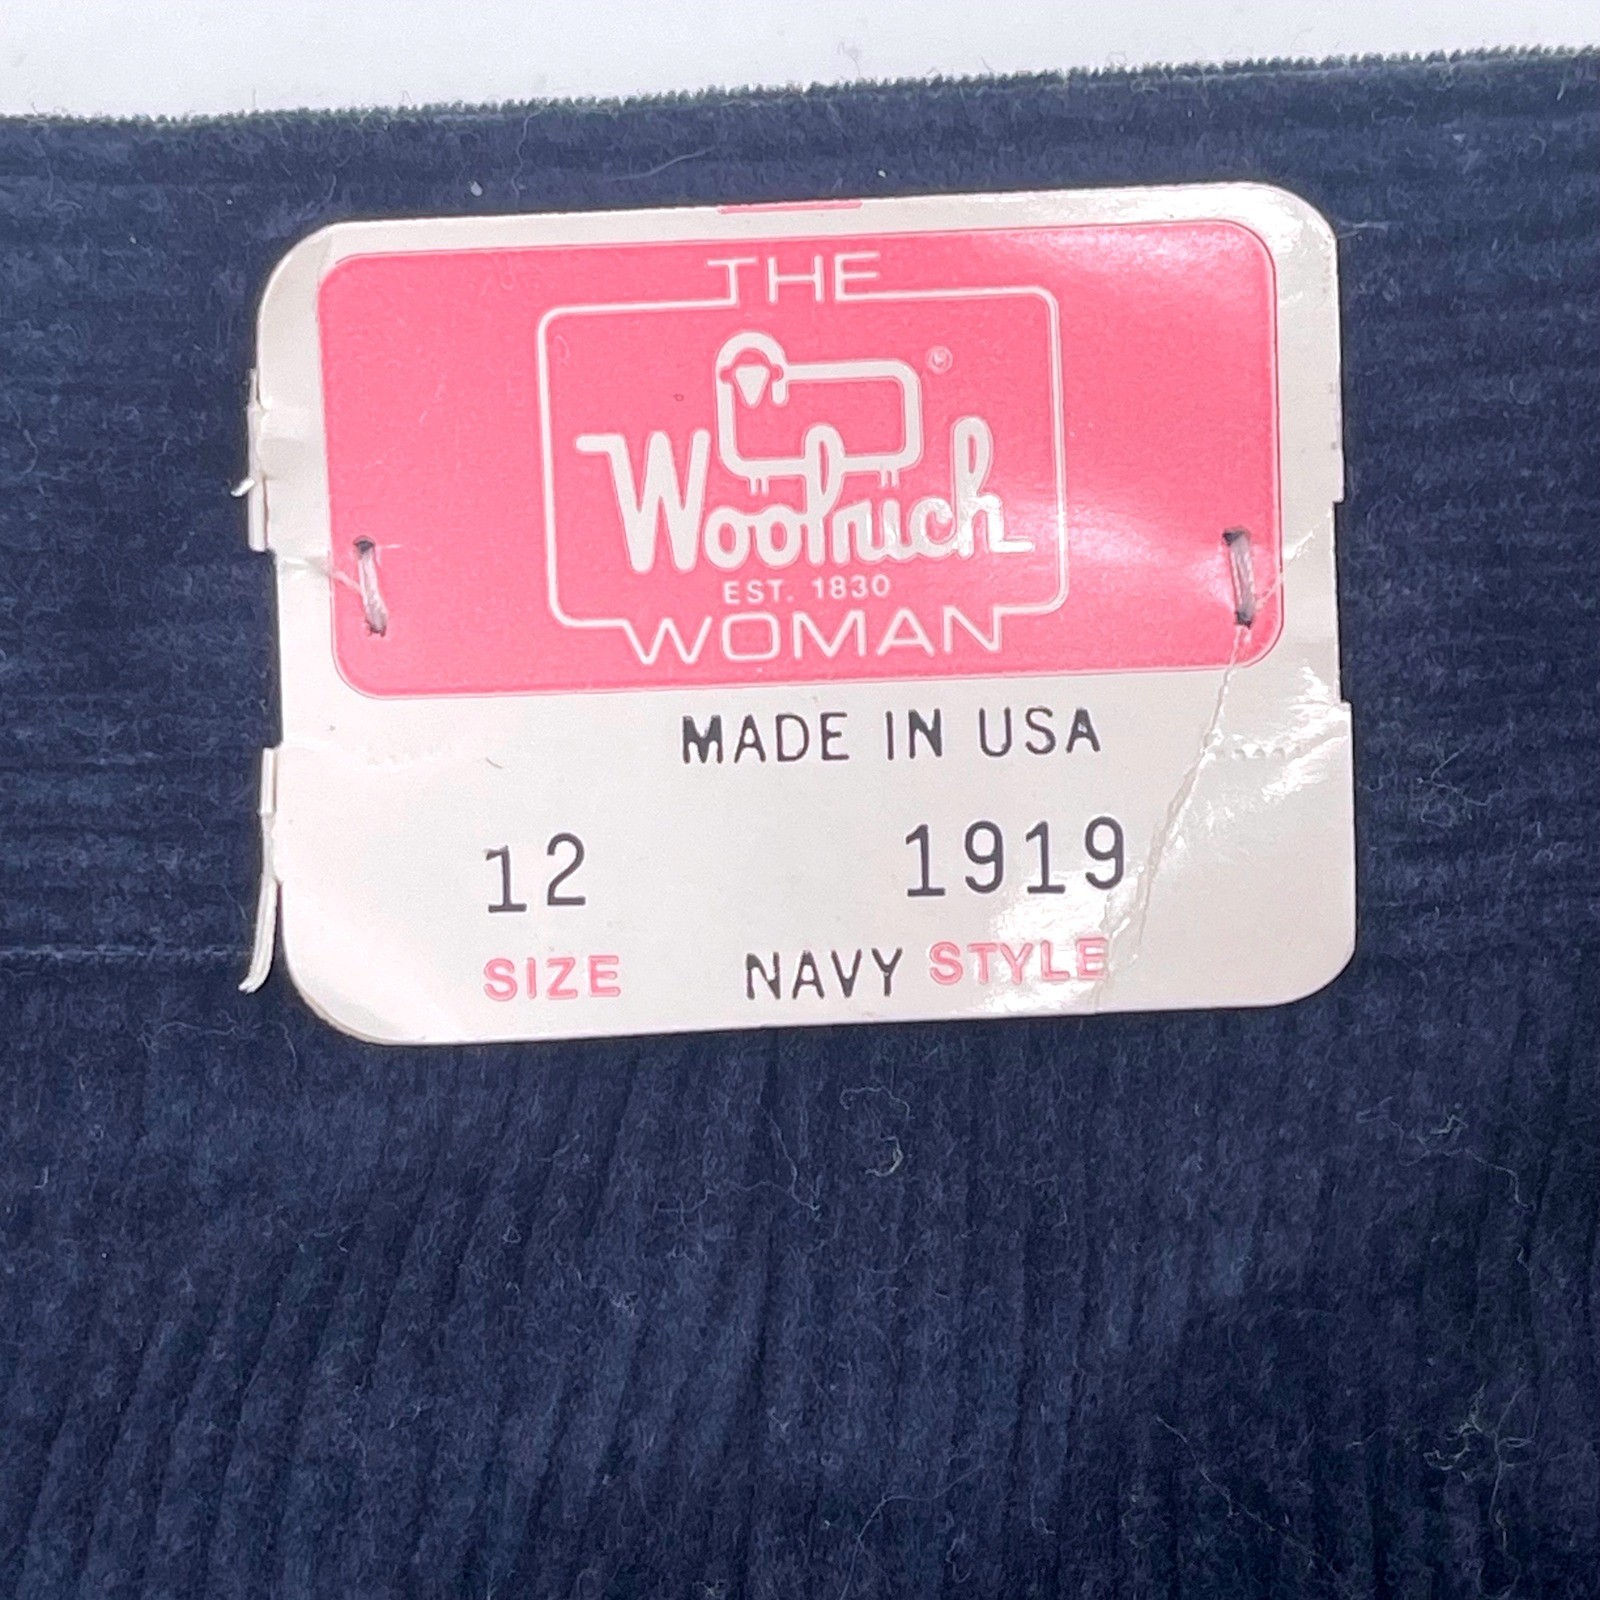 THE
®
Woolrich
EST. 1830
WOMAN
MADE IN USA
12 1919
SIZE NAVY STYLE